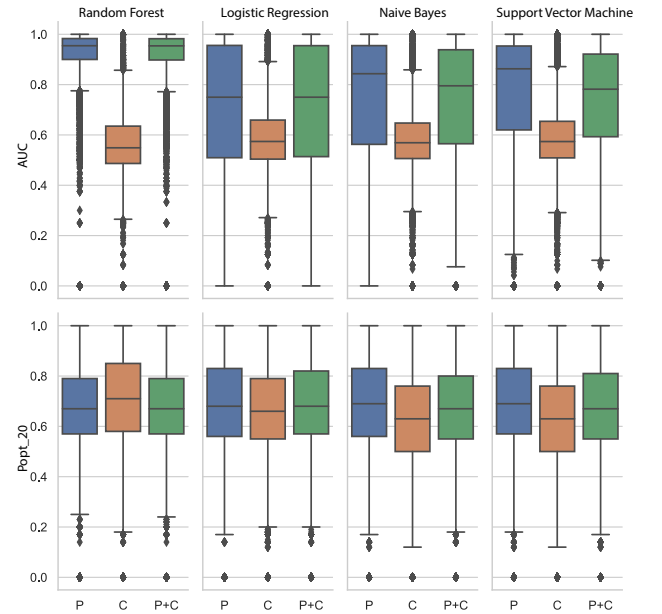 Random Forest
Logistic Regression
Naive Bayes
Support Vector Machine
1.0
0.8
0.6
0.4
0.2
0.0
AUC
1.0
0.8
0.6
0.4
0.2
0.0
Popt_20
P C P+C P C P+C P C P+C P C P+C